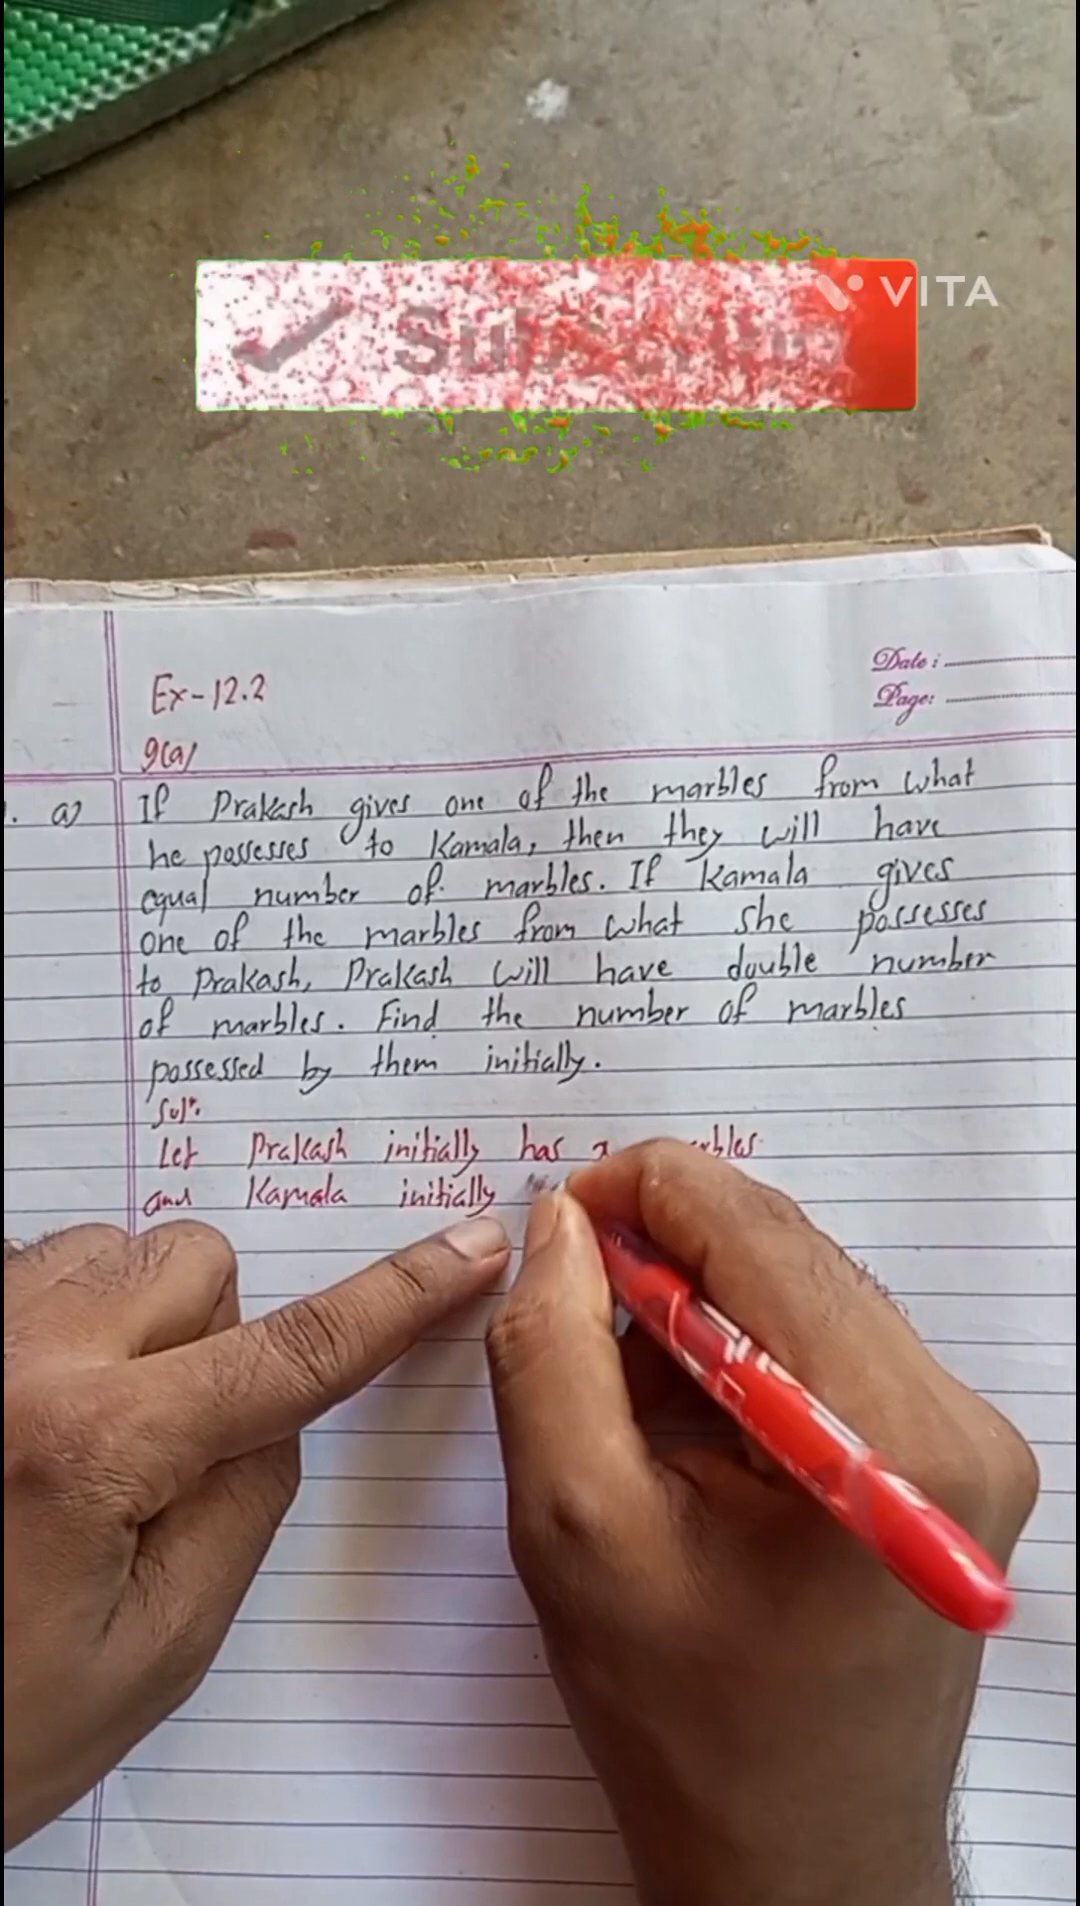 Subscribe
VITA
Ex-12.2
Date :
Page:
9(a)
a) If Prakash gives one of the marbles from what
he possesses to Kamala, then they will have
equal number of marbles. If Kamala gives
one of the marbles from what she possesses
to Prakash, Prakash will have double number
of marbles. Find the number of marbles
possessed by them initially.
Sol*n*.
Let Prakash initially has x
and Kamala initially